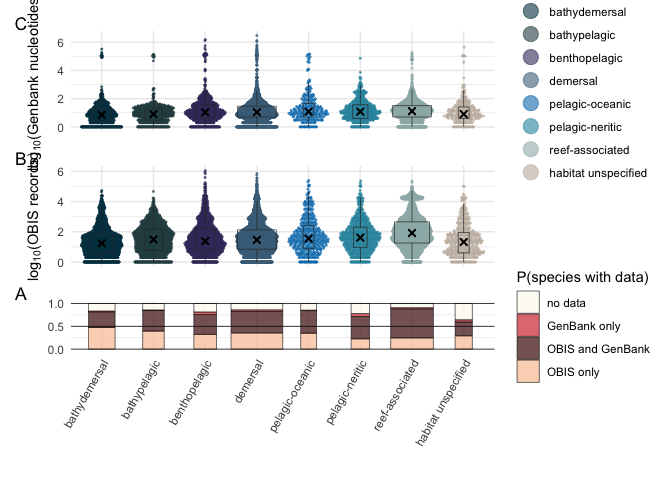 C
log10(Genbank nucleotides
6
4
2
0
B
log10(OBIS records
6
4
2
0
A
1.0
0.5
0.0
bathydemersal
bathypelagic
benthopelagic
demersal
pelagic-oceanic
pelagic-neritic
reef-associated
habitat unspecified
bathydemersal
bathypelagic
benthopelagic
demersal
pelagic-oceanic
pelagic-neritic
reef-associated
habitat unspecified
P(species with data)
no data
GenBank only
OBIS and GenBank
OBIS only